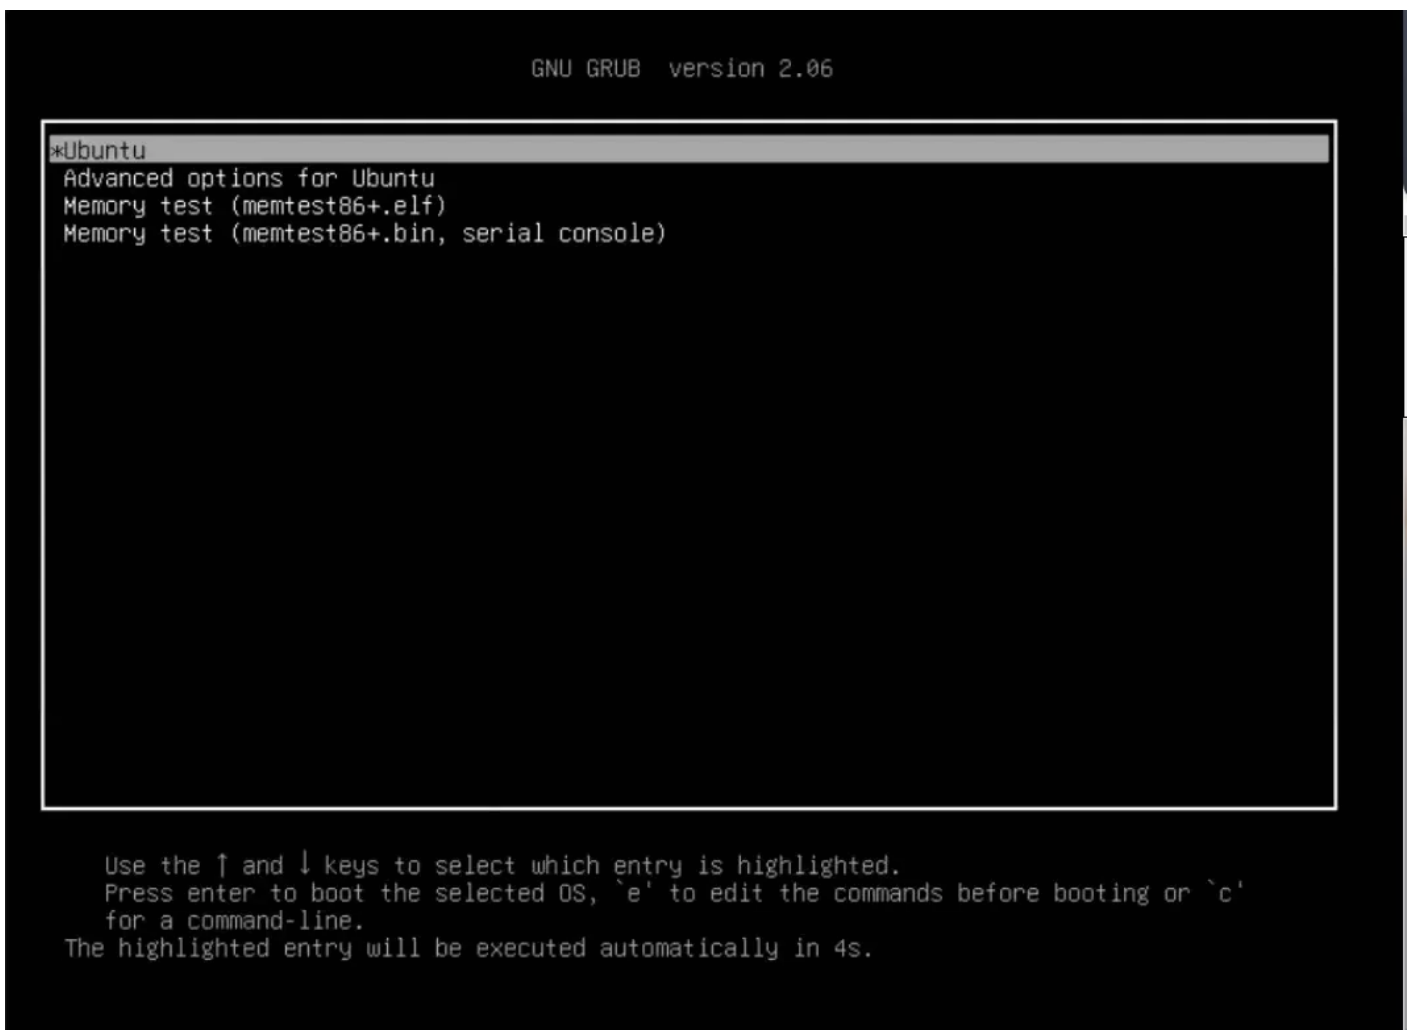 GNU GRUB  version 2.06
*Ubuntu
Advanced options for Ubuntu
Memory test (memtest86+.elf)
Memory test (memtest86+.bin, serial console)
Use the ↑ and ↓ keys to select which entry is highlighted.
Press enter to boot the selected OS, `e' to edit the commands before booting or `c'
for a command-line.
The highlighted entry will be executed automatically in 4s.